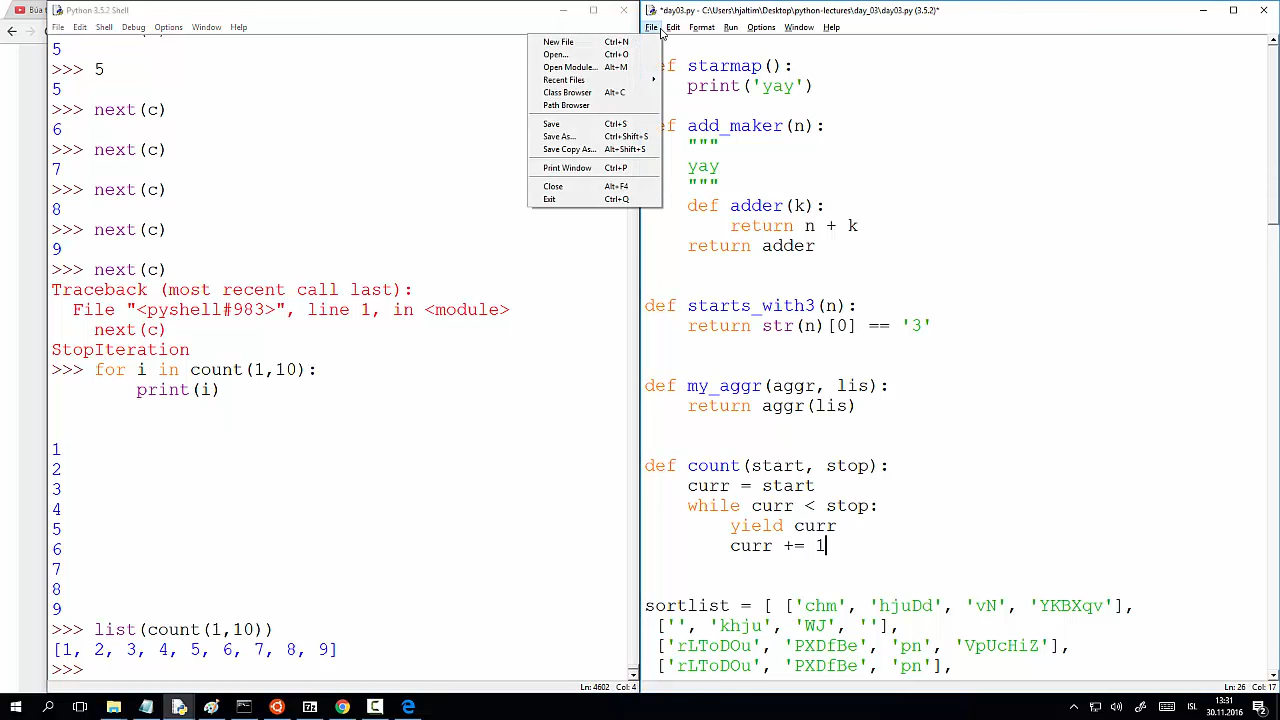 Búa t
Python 3.5.2 Shell
File Edit Shell Debug Options Window Help
5
>>> 5
5
>>> next(c)
6
>>> next(c)
7
>>> next(c)
8
>>> next(c)
9
>>> next(c)
Traceback (most recent call last):
File "<pyshell#983>", line 1, in <module>
next(c)
StopIteration
>>> for i in count(1,10):
print(i)
1
2
3
4
5
6
7
8
9
>>> list(count(1,10))
[1, 2, 3, 4, 5, 6, 7, 8, 9]
>>>
Ln: 4602 Col: 4
New File Ctrl+N
Open... Ctrl+O
Open Module... Alt+M
Recent Files
Class Browser Alt+C
Path Browser
Save Ctrl+S
Save As... Ctrl+Shift+S
Save Copy As... Alt+Shift+S
Print Window Ctrl+P
Close Alt+F4
Exit Ctrl+Q
*day03.py - C:\Users\hjaltim\Desktop\python-lectures\day_03\day03.py (3.5.2)*
File Edit Format Run Options Window Help
ef starmap():
print('yay')
ef add_maker(n):
"""
yay
"""
def adder(k):
return n + k
return adder
def starts_with3(n):
return str(n)[0] == '3'
def my_aggr(aggr, lis):
return aggr(lis)
def count(start, stop):
curr = start
while curr < stop:
yield curr
curr += 1
sortlist = [ ['chm', 'hjuDd', 'vN', 'YKBXqv'],
['', 'khju', 'WJ', ''],
['rLToDOu', 'PXDfBe', 'pn', 'VpUcHiZ'],
['rLToDOu', 'PXDfBe', 'pn'],
Ln: 26 Col: 17
ISL
13:31
30.11.2016